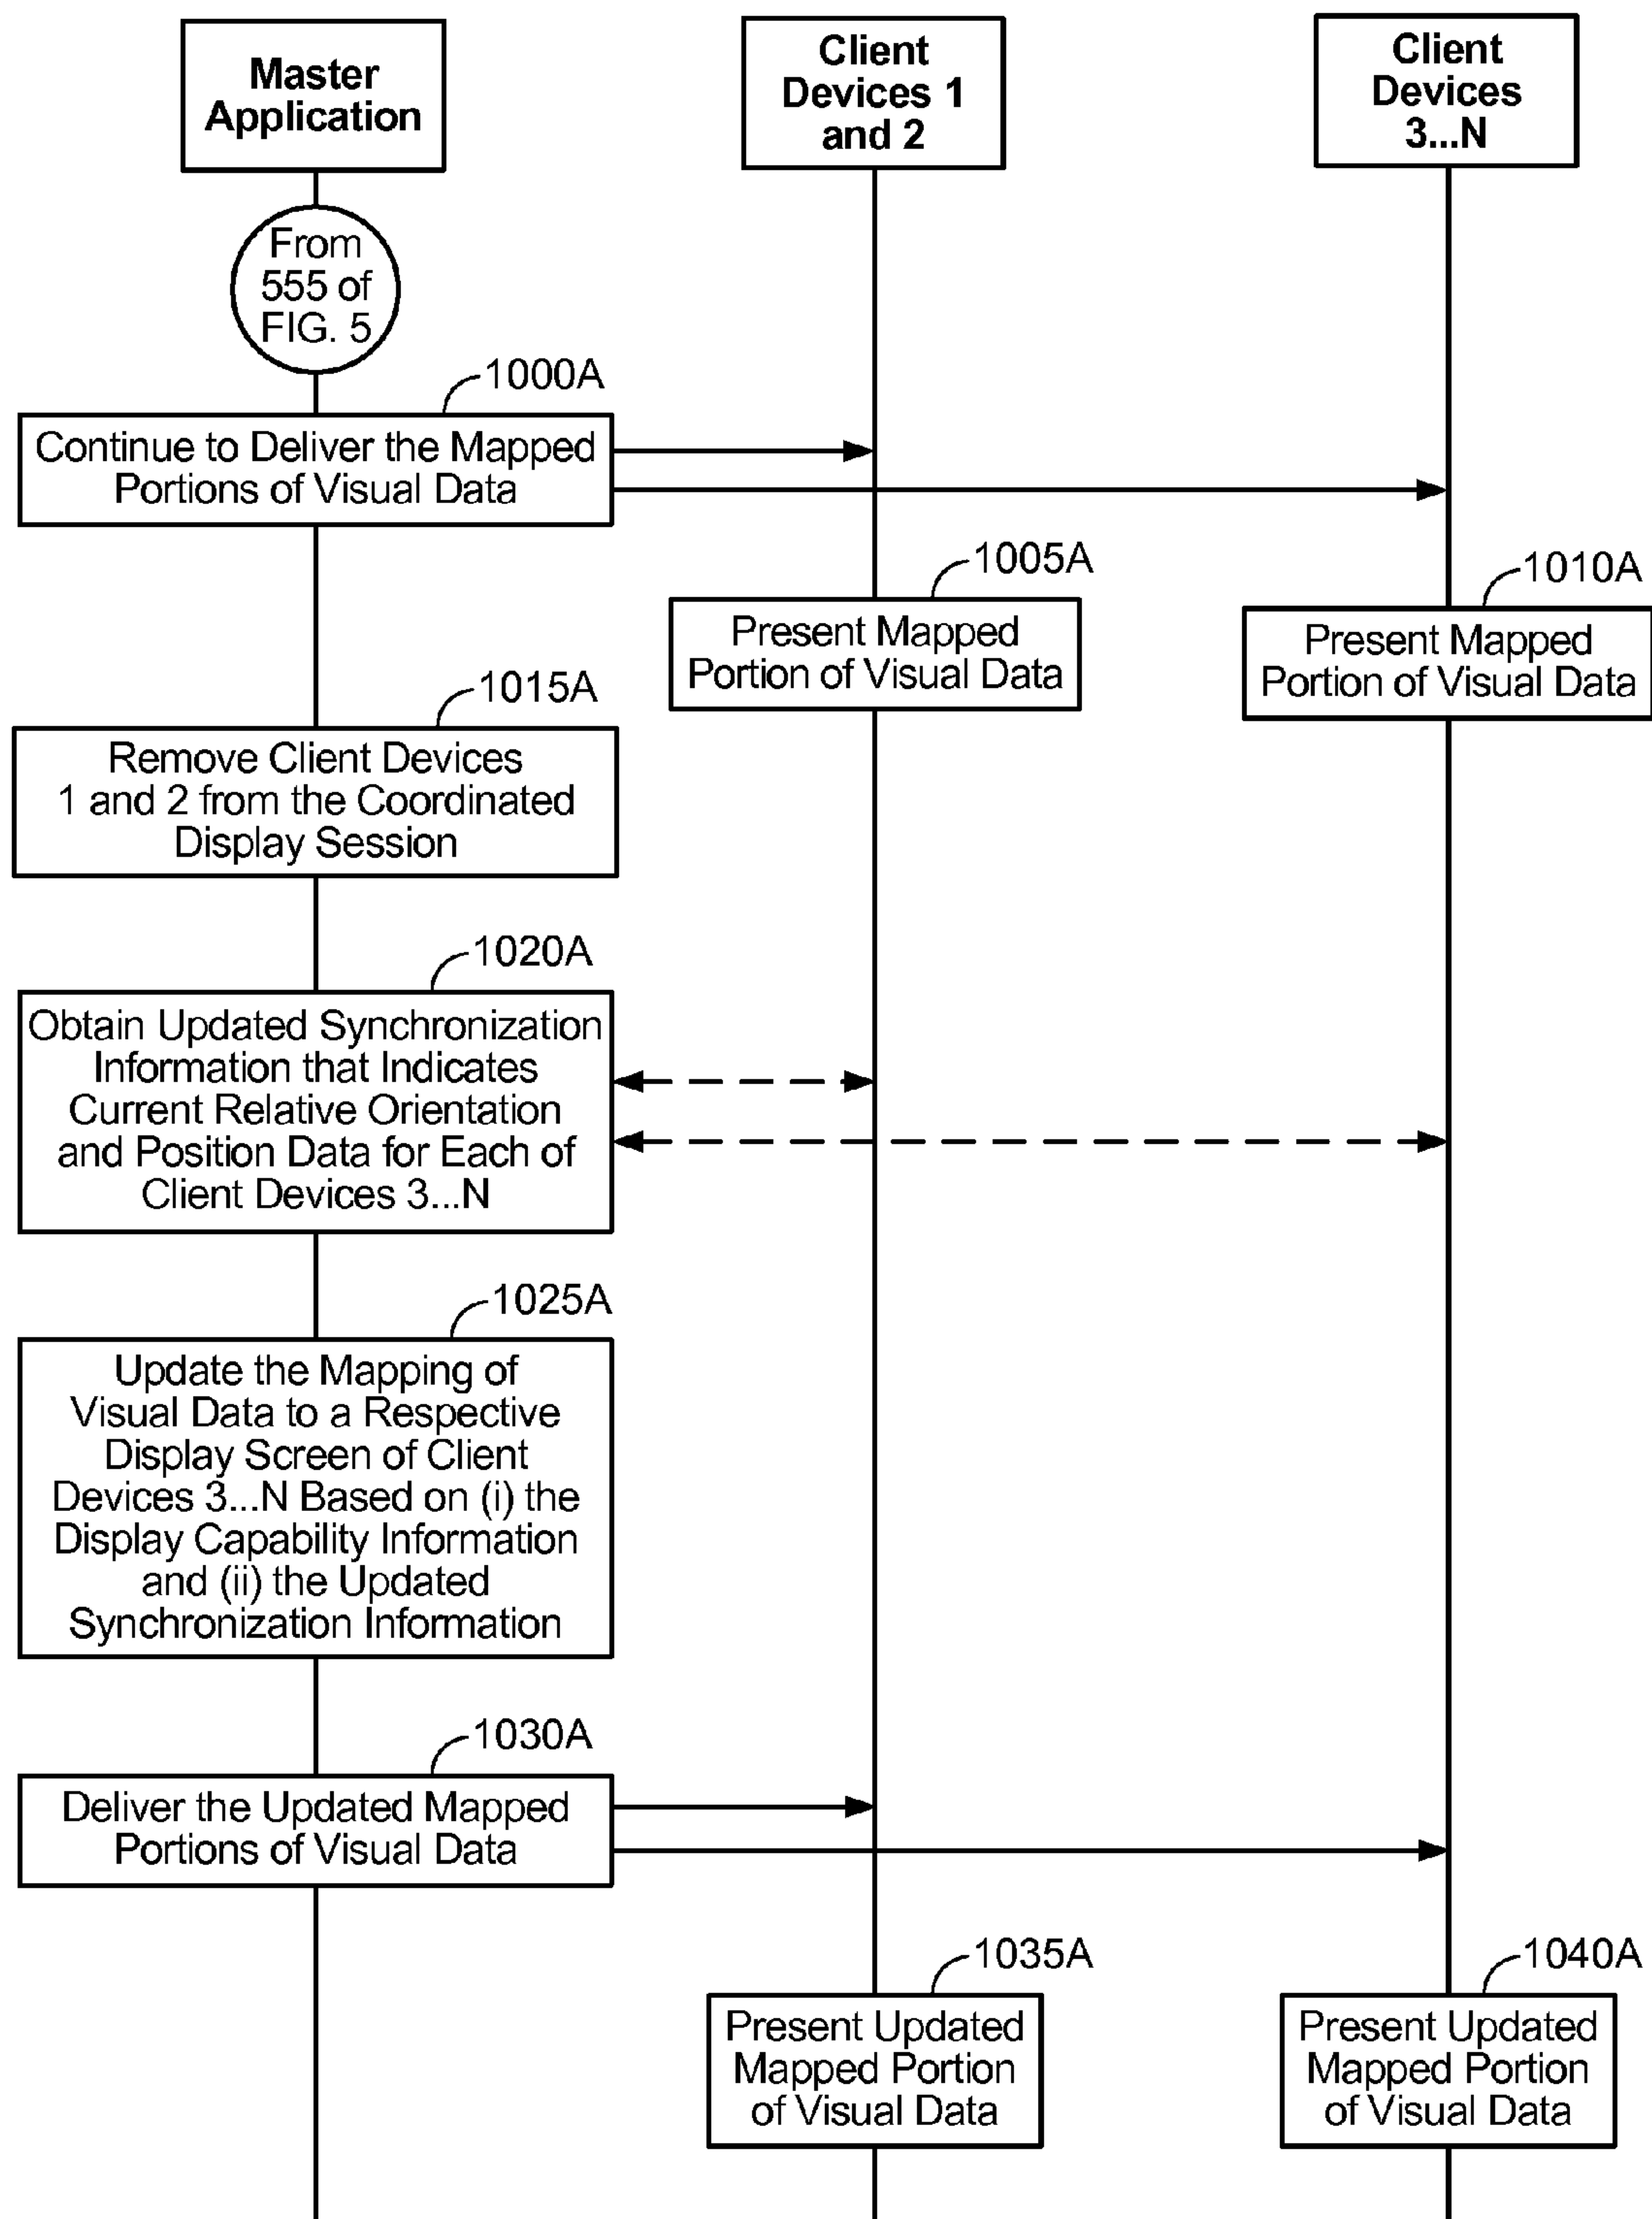 Master
Application
Client
Devices 1
and 2
Client
Devices
3...N
From
555 of
FIG. 5
1000A
Continue to Deliver the Mapped
Portions of Visual Data
1005A
Present Mapped
Portion of Visual Data
1010A
Present Mapped
Portion of Visual Data
1015A
Remove Client Devices
1 and 2 from the Coordinated
Display Session
1020A
Obtain Updated Synchronization
Information that Indicates
Current Relative Orientation
and Position Data for Each of
Client Devices 3...N
1025A
Update the Mapping of
Visual Data to a Respective
Display Screen of Client
Devices 3...N Based on (i) the
Display Capability Information
and (ii) the Updated
Synchronization Information
1030A
Deliver the Updated Mapped
Portions of Visual Data
1035A
Present Updated
Mapped Portion
of Visual Data
1040A
Present Updated
Mapped Portion
of Visual Data